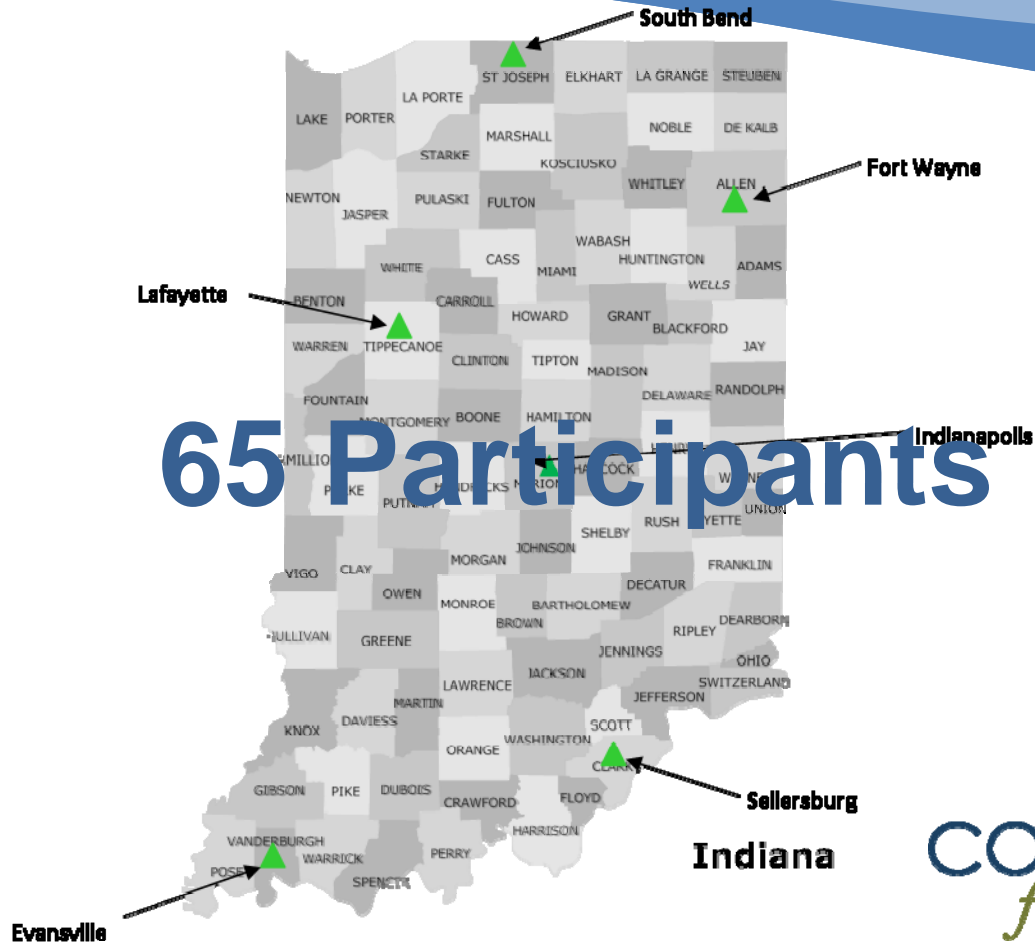 South Bend
ST JOSEPH
ELKHART
LA GRANGE
STEUBEN
LA PORTE
LAKE
PORTER
NOBLE
DE KALB
MARSHALL
STARKE
KOSCIUSKO
Fort Wayne
WHITLEY
ALLEN
NEWTON
JASPER
PULASKI
FULTON
WABASH
CASS
HUNTINGTON
WHITE
MIAMI
ADAMS
WELLS
Lafayette
BENTON
CARROLL
HOWARD
GRANT
BLACKFORD
WARREN
TIPPECANOE
JAY
CLINTON
TIPTON
MADISON
DELAWARE
RANDOLPH
FOUNTAIN
MONTGOMERY
BOONE
HAMILTON
65 Participants
Indianapolis
MARION
HANCOCK
RUSH
UNION
SHELBY
JOHNSON
MORGAN
FRANKLIN
VIGO
CLAY
OWEN
DECATUR
MONROE
BARTHOLOMEW
BROWN
DEARBORN
RIPLEY
GREENE
JENNINGS
OHIO
JACKSON
SWITZERLAND
LAWRENCE
JEFFERSON
MARTIN
DAVIESS
KNOX
SCOTT
WASHINGTON
ORANGE
CLARK
GIBSON
PIKE
DUBOIS
CRAWFORD
FLOYD
Sellersburg
HARRISON
VANDERBURGH
WARRICK
PERRY
Indiana
SPENCER
CO
f
Evansville